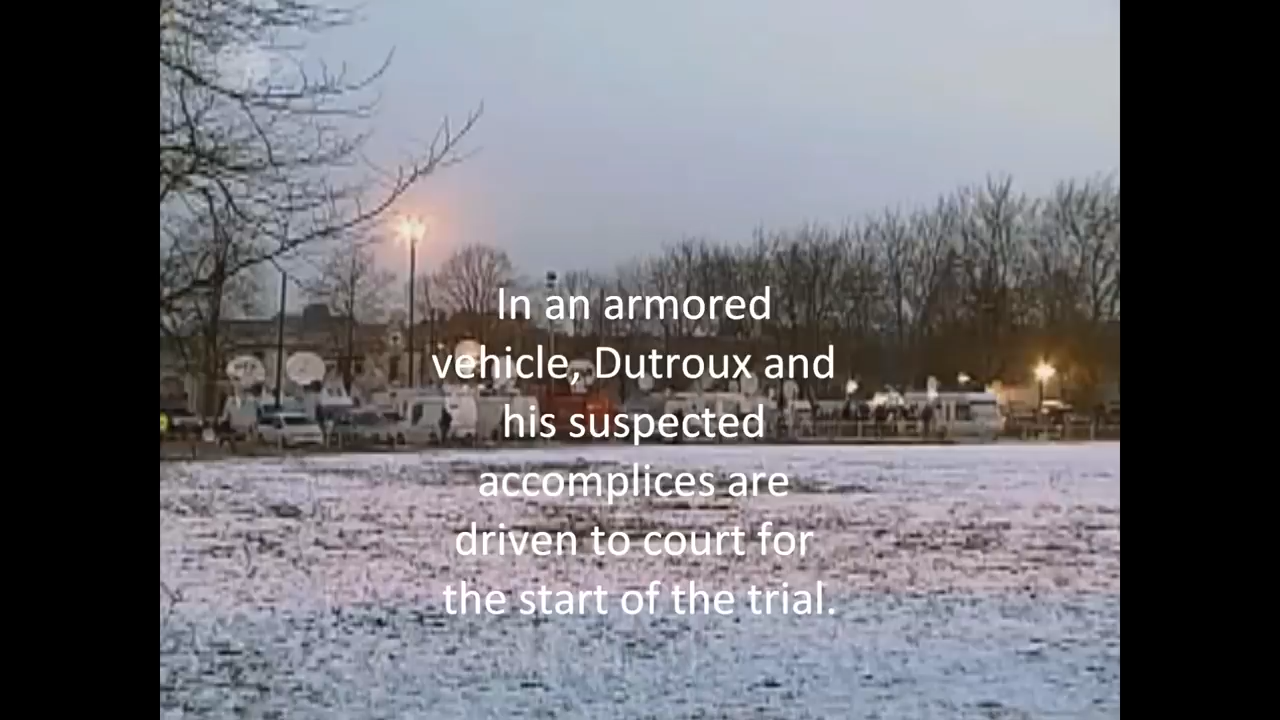 In an armored
vehicle, Dutroux and
his suspected
accomplices are
driven to court for
the start of the trial.